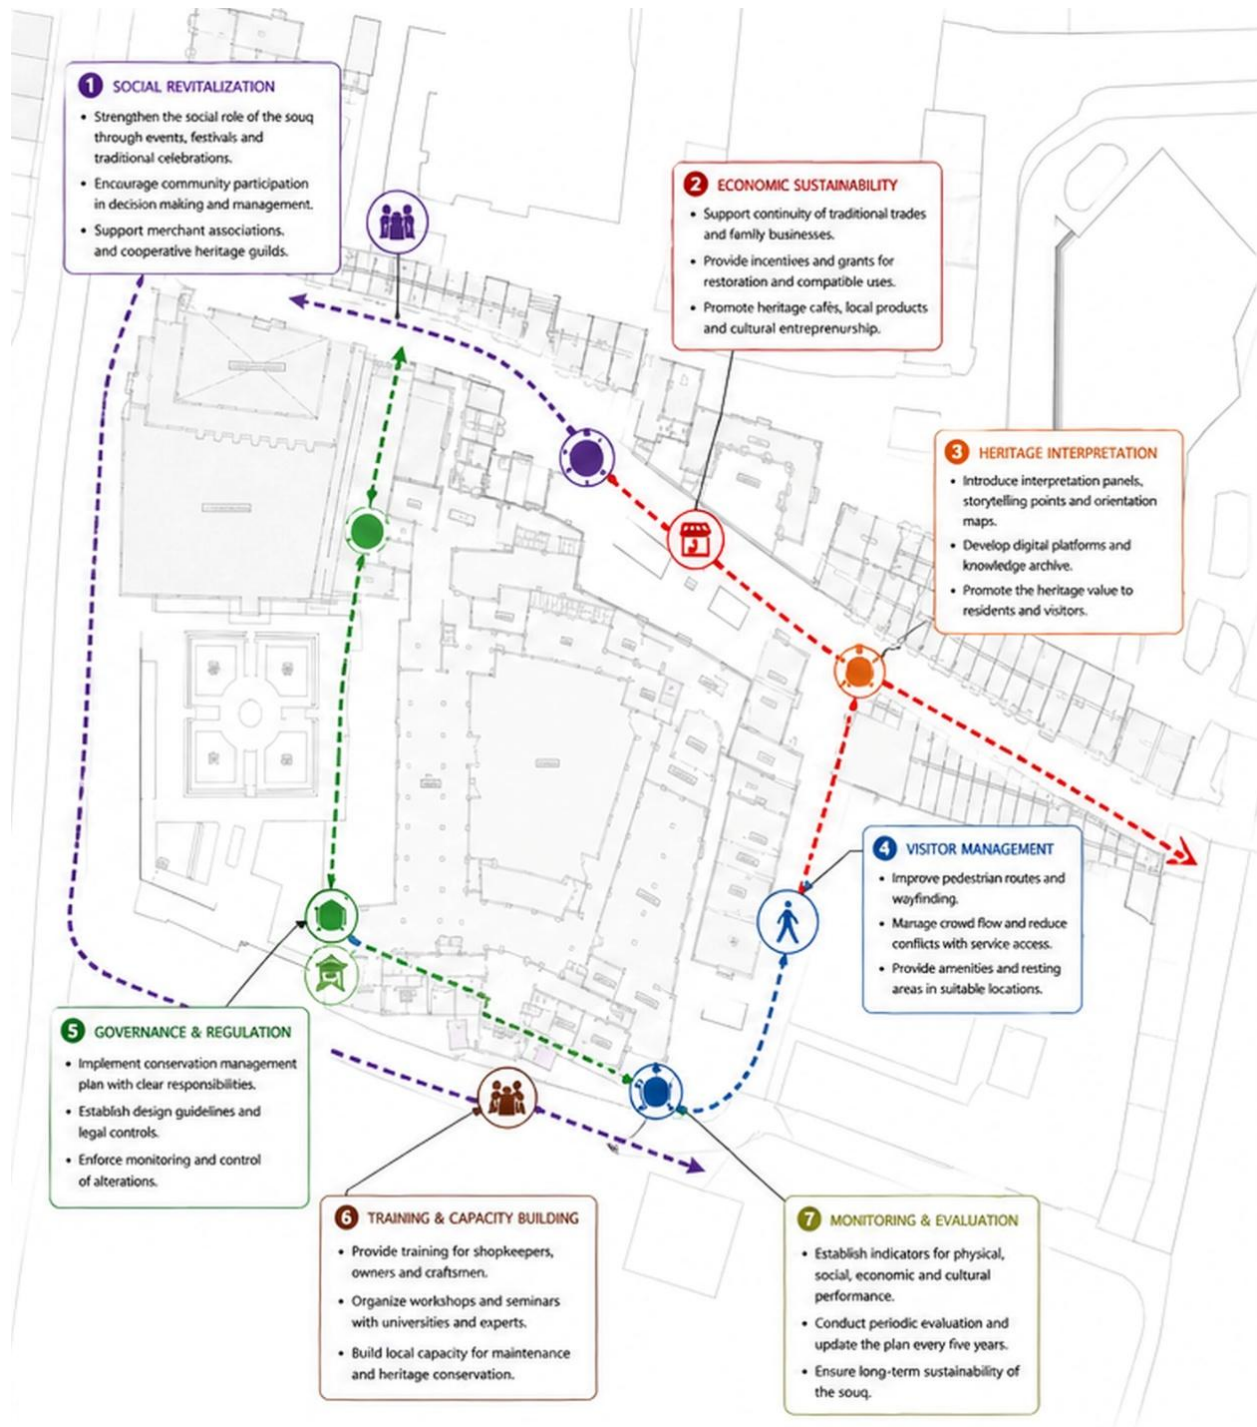 1 SOCIAL REVITALIZATION
• Strengthen the social role of the souq
through events, festivals and
traditional celebrations.
• Encaurage community participation
in decision making and management.
• Support merchant associations.
and cooperative heritage guilds.
2 ECONOMIC SUSTAINABILITY
• Support continuity of traditional trades
and family businesses.
• Provide incentives and grants for
restoration and compatible uses.
• Promote heritage cafés, local products
and cultural entreprenurship.
3 HERITAGE INTERPRETATION
• Introduce interpretation panels,
storytelling points and orientation
maps.
• Develop digital platforms and
knowledge archive.
• Promote the heritage value to
residents and visitors.
4 VISITOR MANAGEMENT
• Improve pedestrian routes and
wayfinding.
• Manage crowd flow and reduce
conflicts with service access.
• Provide amenities and resting
areas in suitable locations.
5 GOVERNANCE & REGULATION
• Implement conservation management
plan with clear responsibilities.
• Establish design guidelines and
legal controls.
• Enforce monitoring and control
of alterations.
6 TRAINING & CAPACITY BUILDING
• Provide training for shopkeepers,
owners and craftsmen.
• Organize workshops and seminars
with universities and experts.
• Build local capacity for maintenance
and heritage conservation.
7 MONITORING & EVALUATION
• Establish indicators for physical,
social, economic and cultural
performance.
• Conduct periodic evaluation and
update the plan every five years.
• Ensure long-term sustainability of
the souq.